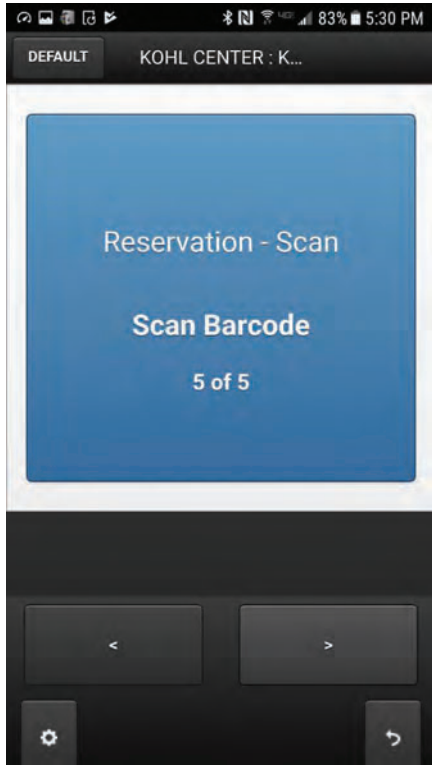 83% 5:30 PM
DEFAULT KOHL CENTER : K...
Reservation - Scan
Scan Barcode
5 of 5
< >